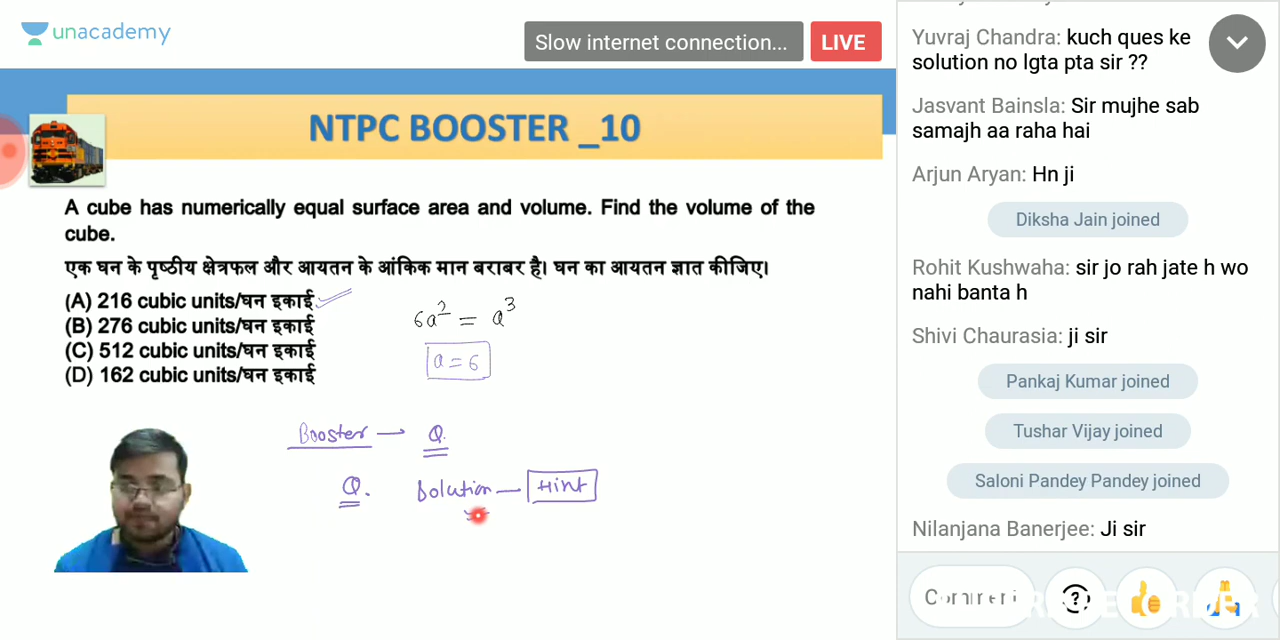 unacademy
Slow internet connection...
LIVE
NTPC BOOSTER _10
A cube has numerically equal surface area and volume. Find the volume of the
cube.
एक घन के पृष्ठीय क्षेत्रफल और आयतन के आंकिक मान बराबर है। घन का आयतन ज्ञात कीजिए।
(A) 216 cubic units/घन इकाई
(B) 276 cubic units/घन इकाई
(C) 512 cubic units/घन इकाई
(D) 162 cubic units/घन इकाई
6a² = a³
a = 6
Booster → Q.
Q. Solution — Hint
Yuvraj Chandra: kuch ques ke
solution no lgta pta sir ??
Jasvant Bainsla: Sir mujhe sab
samajh aa raha hai
Arjun Aryan: Hn ji
Diksha Jain joined
Rohit Kushwaha: sir jo rah jate h wo
nahi banta h
Shivi Chaurasia: ji sir
Pankaj Kumar joined
Tushar Vijay joined
Saloni Pandey Pandey joined
Nilanjana Banerjee: Ji sir